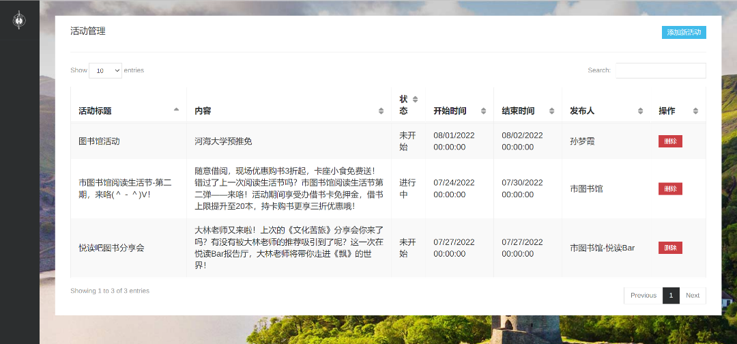 活动管理
添加新活动
Show 10 entries
Search:
活动标题 内容 状态 开始时间 结束时间 发布人 操作
图书馆活动 河海大学预推免 未开始 08/01/2022 00:00:00 08/02/2022 00:00:00 孙梦霞 删除
市图书馆阅读生活节-第二
期，来咯(＾－＾)V！
随意借阅，现场优惠购书3折起，卡座小食免费送！
错过了上一次阅读生活节吗？市图书馆阅读生活节第
二弹——来咯！活动期间享受办借书卡免押金，借书
上限提升至20本，持卡购书更享三折优惠哦！
进行中
07/24/2022 00:00:00
07/30/2022 00:00:00
市图书馆
删除
悦读吧图书分享会
大林老师又来啦！上次的《文化苦旅》分享会你来了
吗？有没有被大林老师的推荐吸引到了呢？这一次在
悦读Bar报告厅，大林老师将带你走进《飘》的世
界！
未开始
07/27/2022 00:00:00
07/27/2022 00:00:00
市图书馆-悦读Bar
删除
Showing 1 to 3 of 3 entries
Previous 1 Next